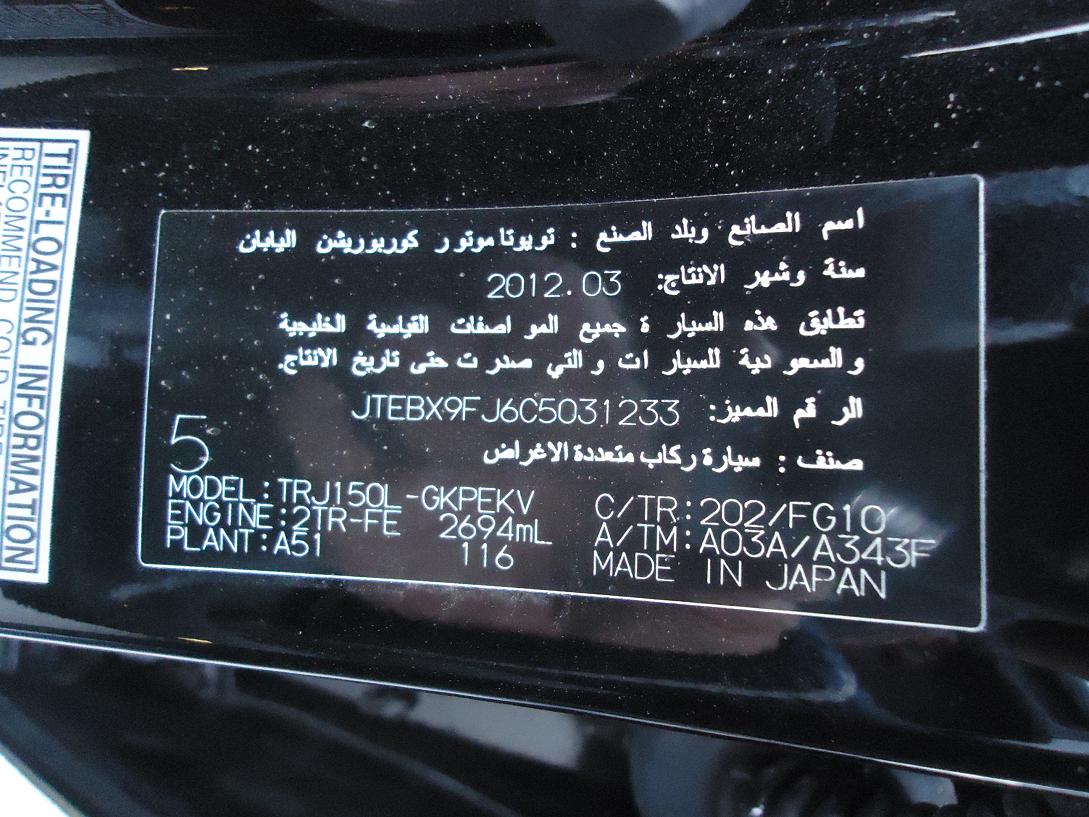 اسم الصانع وبلد الصنع : تويوتا موتور كوربوريشن اليابان
سنة وشهر الانتاج: 2012.03
تطابق هذه السيارة جميع المواصفات القياسية الخليجية
والسعودية للسيارات والتي صدرت حتى تاريخ الانتاج.
الرقم المميز: JTEBX9FJ6C5031233
صنف : سيارة ركاب متعددة الاغراض
5
MODEL:TRJ150L-GKPEKV C/TR:202/FG10
ENGINE:2TR-FE 2694mL A/TM:A03A/A343F
PLANT:A51 116 MADE IN JAPAN
TIRE-LOADING INFORMATION
RECOMMEND COLD TIRE